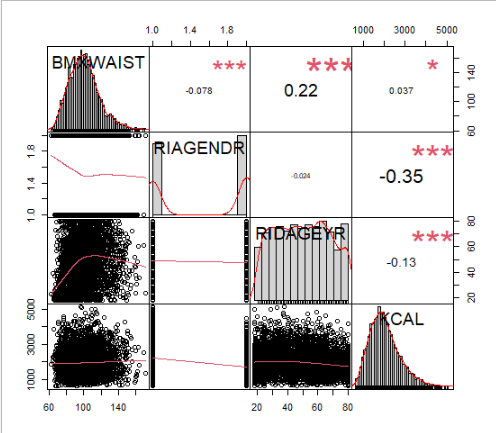 1.0 1.4 1.8 1000 3000 5000
BMXWAIST *** *** *
-0.078 0.22 0.037
60 80 100 140
RIAGENDR ***
-0.024 -0.35
1.0 1.4 1.8
RIDAGEYR ***
-0.13
20 40 60 80
KCAL
1000 3000 5000
60 100 140 20 40 60 80